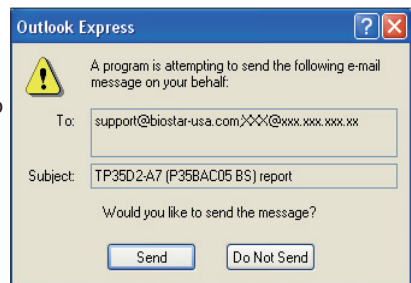 Outlook Express
A program is attempting to send the following e-mail
message on your behalf:
To: support@biostar-usa.com;XXX@xxx.xxx.xxx.xx
Subject: TP35D2-A7 (P35BAC05 BS) report
Would you like to send the message?
Send Do Not Send